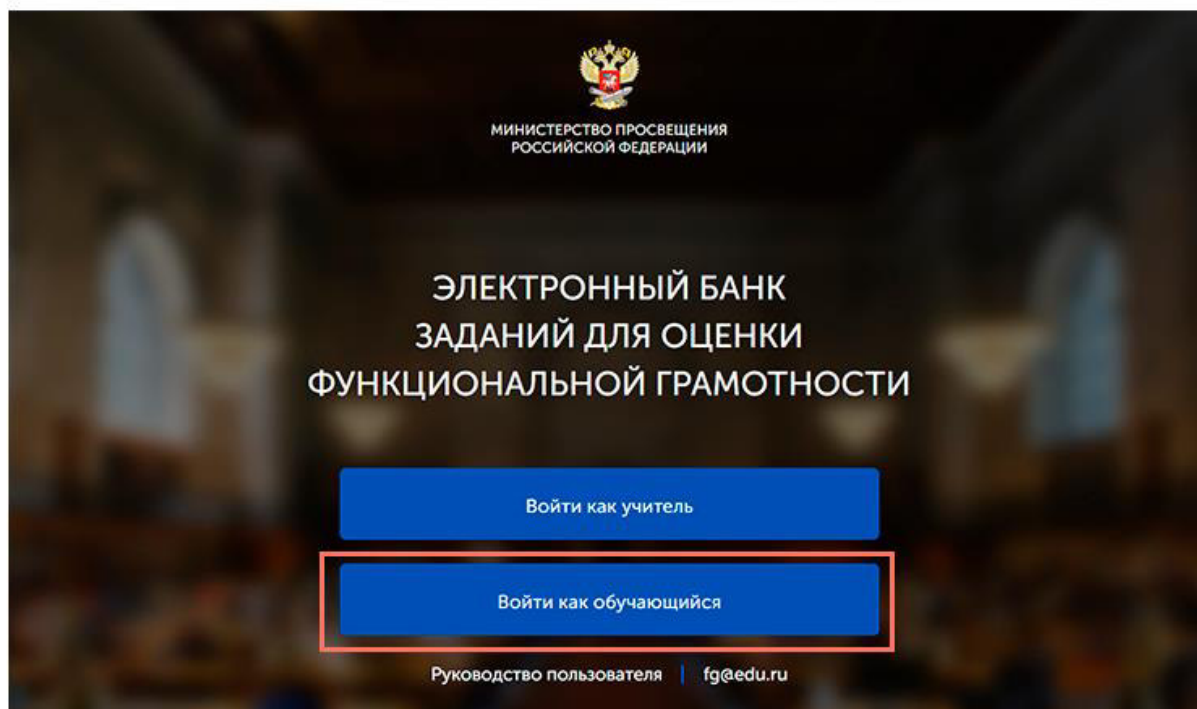 МИНИСТЕРСТВО ПРОСВЕЩЕНИЯ
РОССИЙСКОЙ ФЕДЕРАЦИИ
ЭЛЕКТРОННЫЙ БАНК
ЗАДАНИЙ ДЛЯ ОЦЕНКИ
ФУНКЦИОНАЛЬНОЙ ГРАМОТНОСТИ
Войти как учитель
Войти как обучающийся
Руководство пользователя | fg@edu.ru